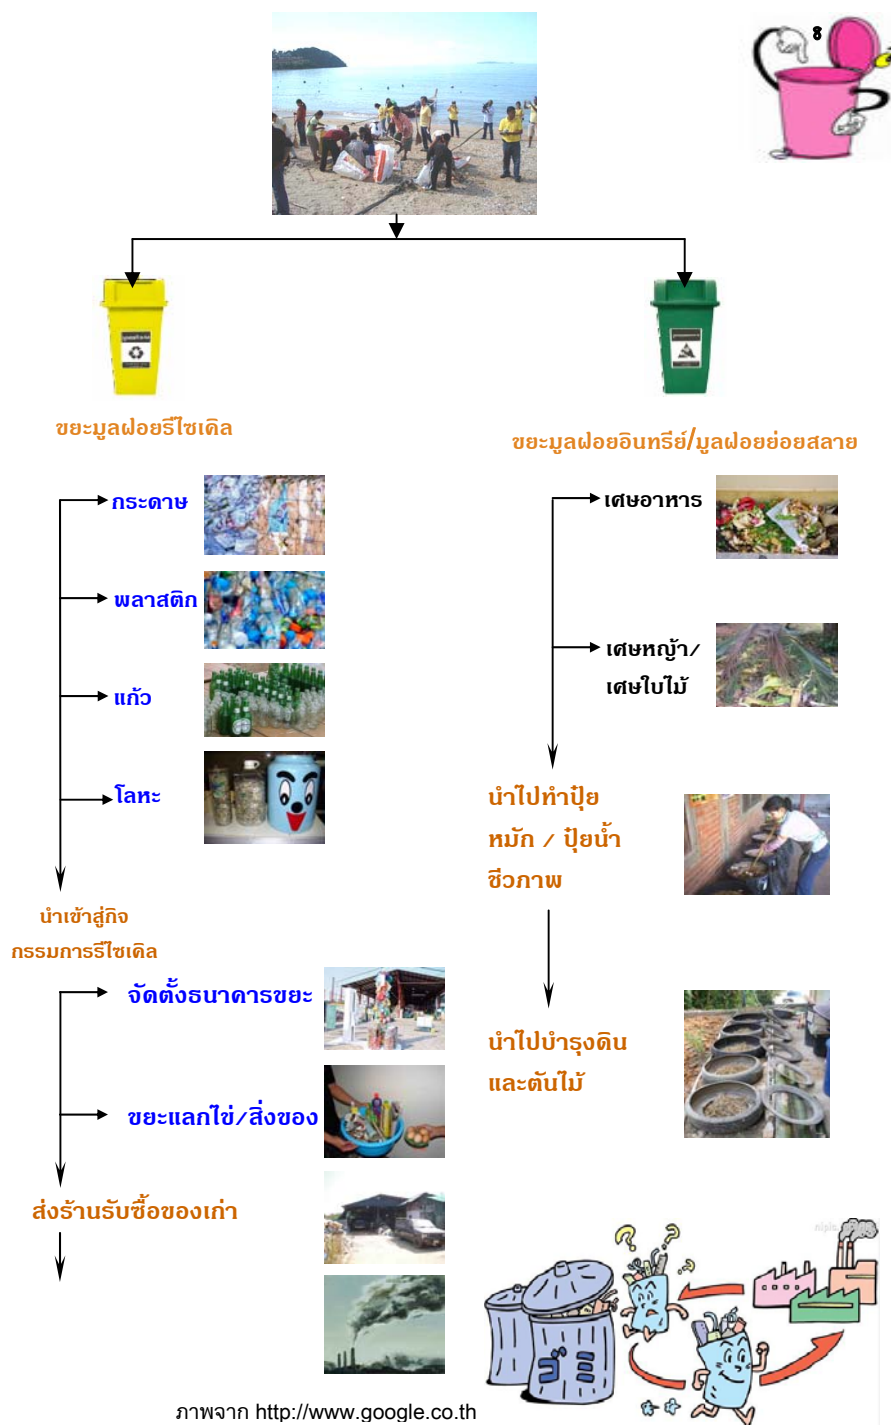 8
ขยะมูลฝอยรีไซเคิล
ขยะมูลฝอยอินทรีย์/มูลฝอยย่อยสลาย
กระดาษ
พลาสติก
แก้ว
โลหะ
เศษอาหาร
เศษหญ้า/
เศษใบไม้
นำไปทำปุ๋ย
หมัก / ปุ๋ยน้ำ
ชีวภาพ
นำเข้าสู่กิจ
กรรมการรีไซเคิล
จัดตั้งธนาคารขยะ
ขยะแลกไข่/สิ่งของ
นำไปบำรุงดิน
และต้นไม้
ส่งร้านรับซื้อของเก่า
ゴミ
ภาพจาก http://www.google.co.th